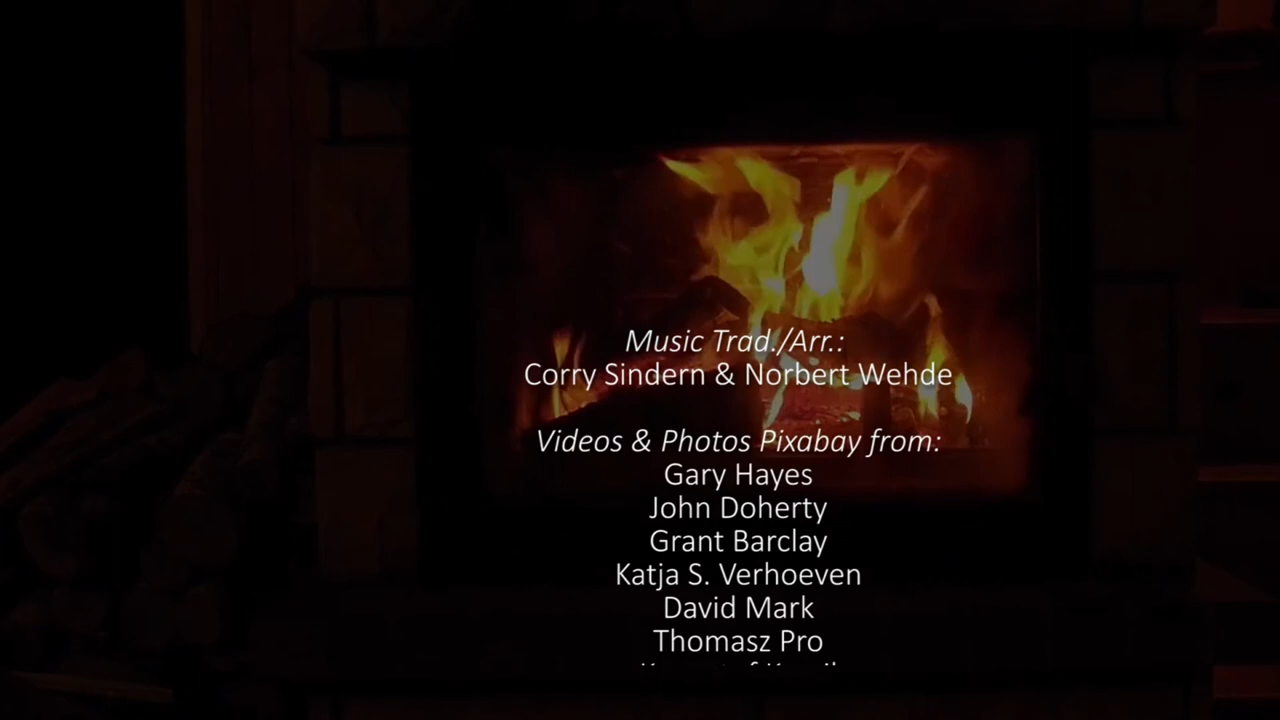 Music Trad./Arr.:
Corry Sindern & Norbert Wehde
Videos & Photos Pixabay from:
Gary Hayes
John Doherty
Grant Barclay
Katja S. Verhoeven
David Mark
Thomasz Pro